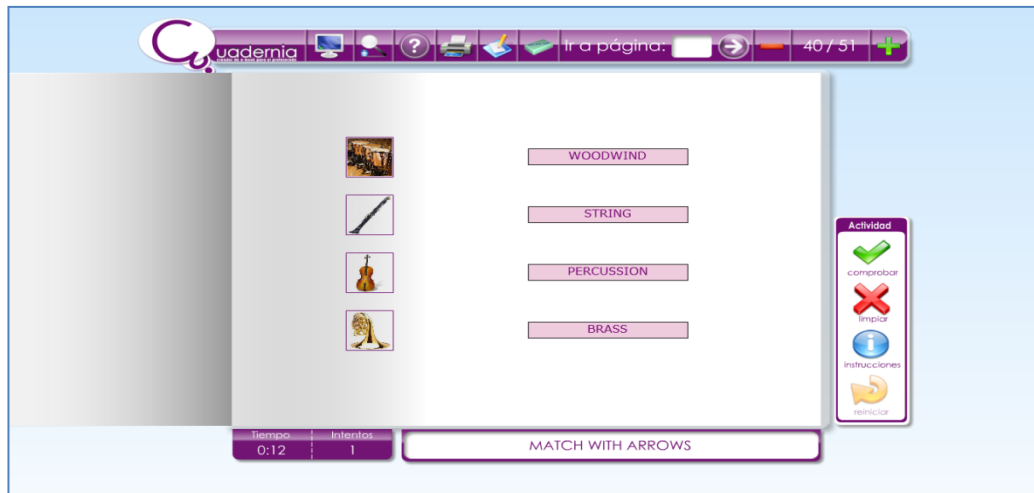 Cuadernia
Ir a página:
40 / 51
WOODWIND
STRING
PERCUSSION
BRASS
Actividad
comprobar
limpiar
instrucciones
reiniciar
Tiempo
0:12
Intentos
1
MATCH WITH ARROWS